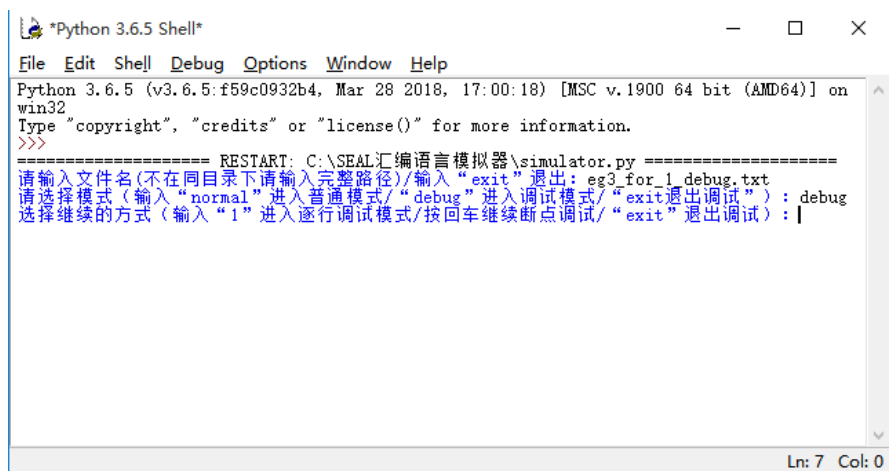 *Python 3.6.5 Shell*
File Edit Shell Debug Options Window Help
Python 3.6.5 (v3.6.5:f59c0932b4, Mar 28 2018, 17:00:18) [MSC v.1900 64 bit (AMD64)] on
win32
Type "copyright", "credits" or "license()" for more information.
>>>
==================== RESTART: C:\SEAL汇编语言模拟器\simulator.py ====================
请输入文件名(不在同目录下请输入完整路径)/输入“exit”退出: eg3_for_1_debug.txt
请选择模式（输入“normal”进入普通模式/“debug”进入调试模式/“exit退出调试”）: debug
选择继续的方式（输入“1”进入逐行调试模式/按回车继续断点调试/“exit”退出调试）:
Ln: 7 Col: 0